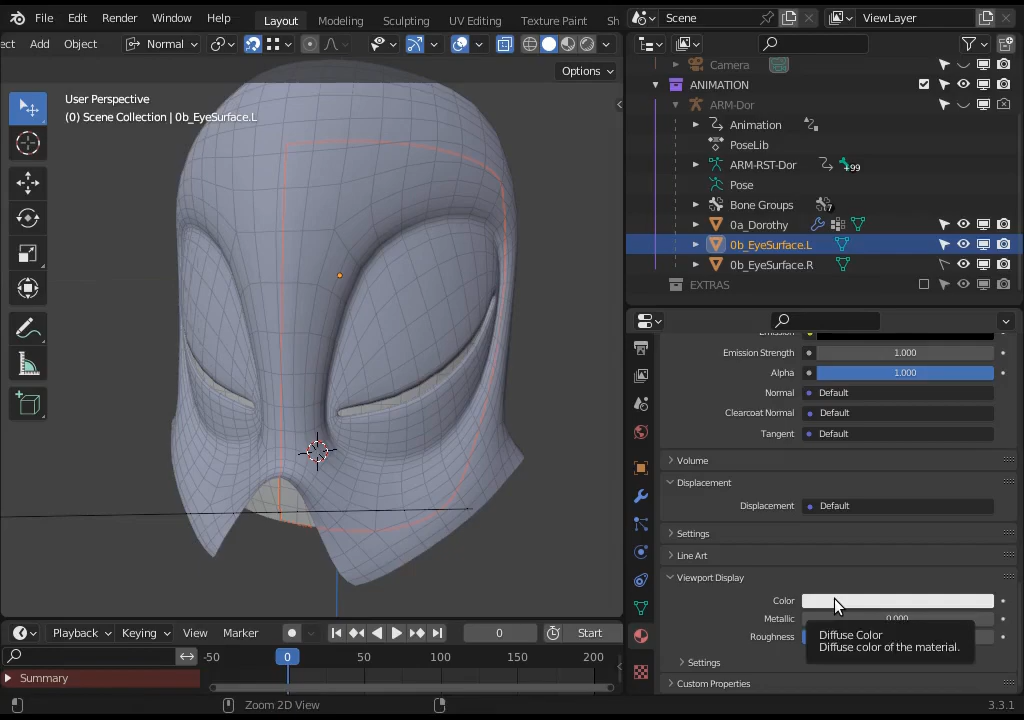 File Edit Render Window Help Layout Modeling Sculpting UV Editing Texture Paint Sh Scene ViewLayer
ect Add Object Normal
Options
User Perspective
(0) Scene Collection | 0b_EyeSurface.L
Camera
ANIMATION
ARM-Dor
Animation
PoseLib
ARM-RST-Dor +99
Pose
Bone Groups 7
0a_Dorothy
0b_EyeSurface.L
0b_EyeSurface.R
EXTRAS
Emission
Emission Strength 1.000
Alpha 1.000
Normal Default
Clearcoat Normal Default
Tangent Default
Volume
Displacement
Displacement Default
Settings
Line Art
Viewport Display
Color
Metallic 0.000
Roughness
Diffuse Color
Diffuse color of the material.
Settings
Custom Properties
Playback Keying View Marker 0 Start
-50 0 50 100 150 200
Summary
Zoom 2D View 3.3.1